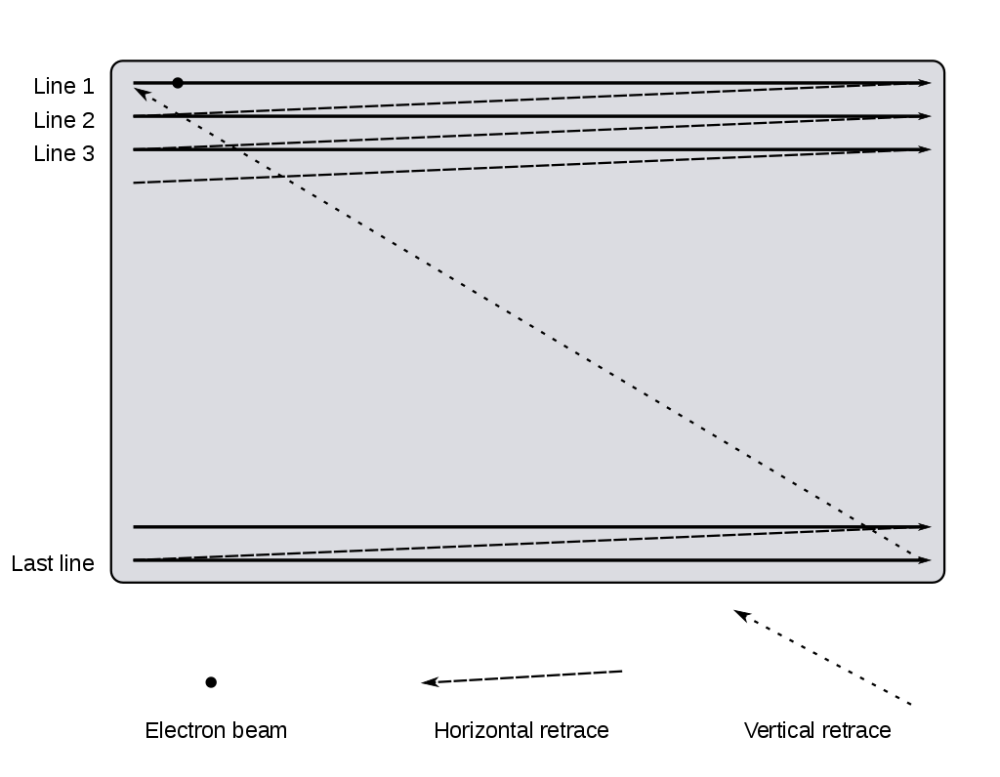 Line 1
Line 2
Line 3
Last line
Electron beam
Horizontal retrace
Vertical retrace